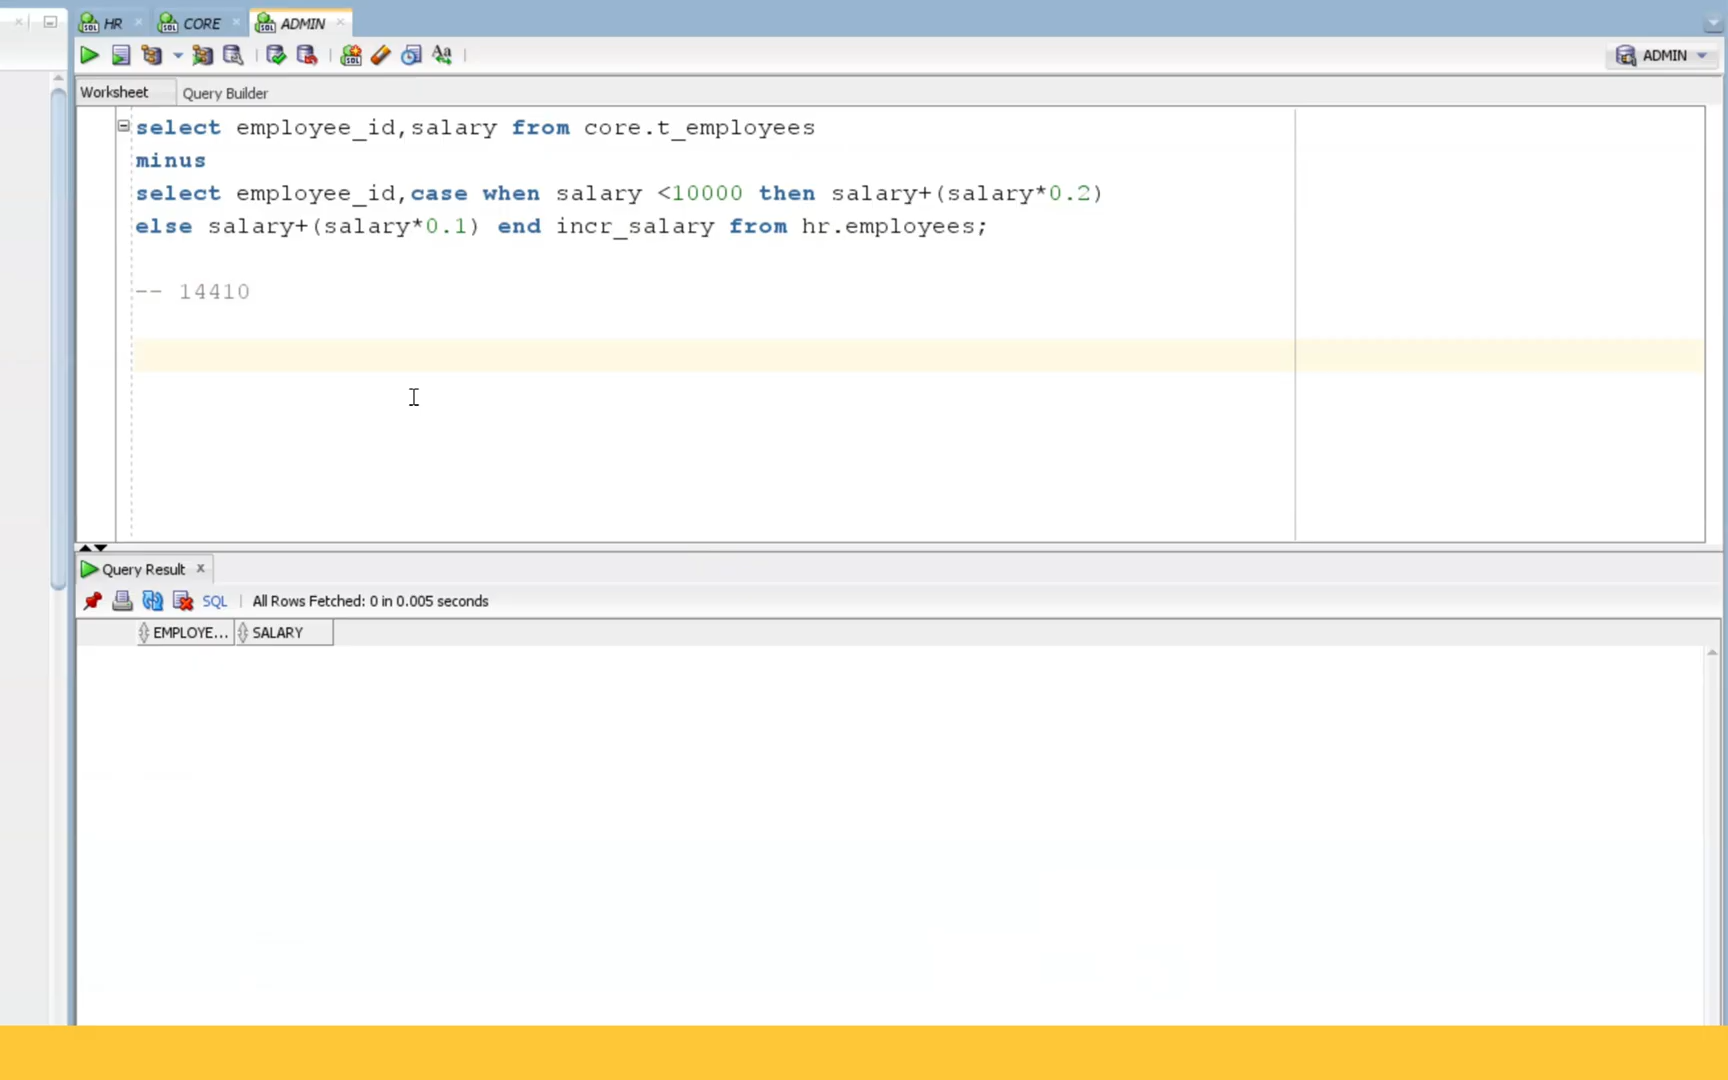 HR CORE ADMIN
ADMIN
Worksheet Query Builder
select employee_id,salary from core.t_employees
minus
select employee_id,case when salary <10000 then salary+(salary*0.2)
else salary+(salary*0.1) end incr_salary from hr.employees;
-- 14410
Query Result
SQL | All Rows Fetched: 0 in 0.005 seconds
EMPLOYE... SALARY